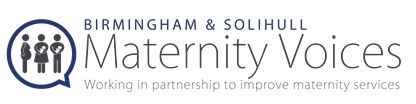 BIRMINGHAM & SOLIHULL
Maternity Voices
Working in partnership to improve maternity services